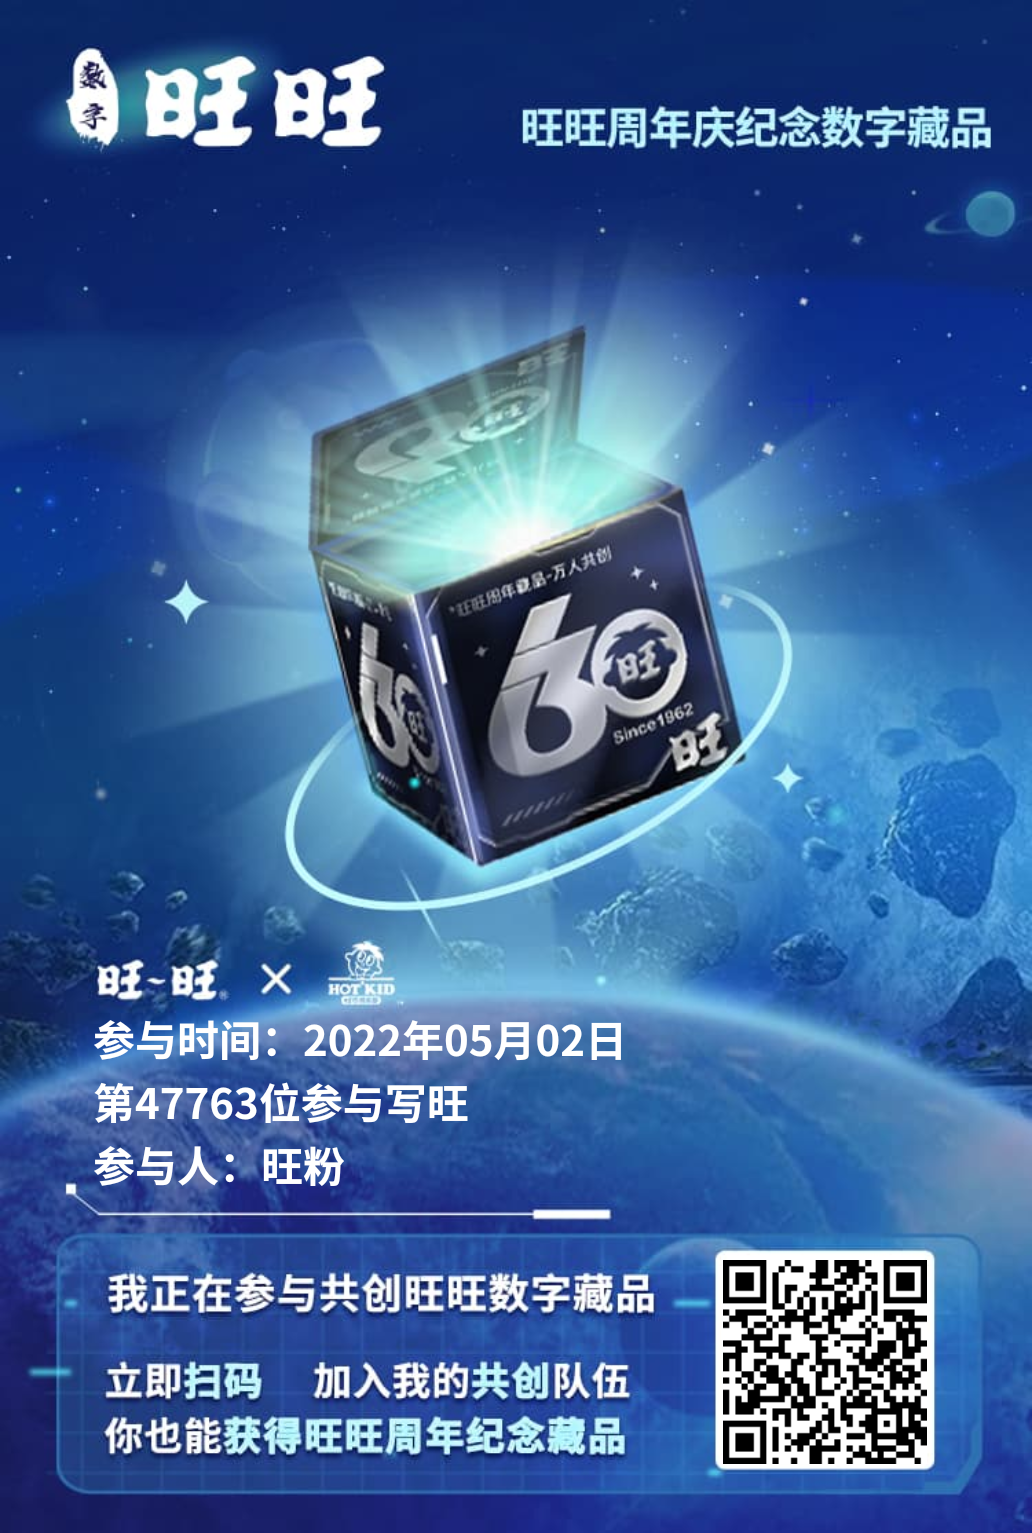 数字
旺旺
旺旺周年庆纪念数字藏品
*旺旺周年藏品-万人共创
60
旺
Since1962
旺
60
旺
旺~旺® × HOT KID
参与时间：2022年05月02日
第47763位参与写旺
参与人：旺粉
我正在参与共创旺旺数字藏品
立即扫码 加入我的共创队伍
你也能获得旺旺周年纪念藏品